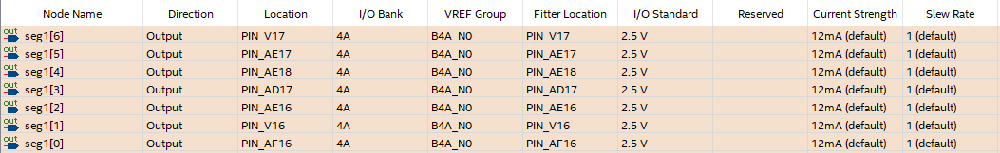 Node Name Direction Location I/O Bank VREF Group Fitter Location I/O Standard Reserved Current Strength Slew Rate
out seg1[6] Output PIN_V17 4A B4A_N0 PIN_V17 2.5 V 12mA (default) 1 (default)
out seg1[5] Output PIN_AE17 4A B4A_N0 PIN_AE17 2.5 V 12mA (default) 1 (default)
out seg1[4] Output PIN_AE18 4A B4A_N0 PIN_AE18 2.5 V 12mA (default) 1 (default)
out seg1[3] Output PIN_AD17 4A B4A_N0 PIN_AD17 2.5 V 12mA (default) 1 (default)
out seg1[2] Output PIN_AE16 4A B4A_N0 PIN_AE16 2.5 V 12mA (default) 1 (default)
out seg1[1] Output PIN_V16 4A B4A_N0 PIN_V16 2.5 V 12mA (default) 1 (default)
out seg1[0] Output PIN_AF16 4A B4A_N0 PIN_AF16 2.5 V 12mA (default) 1 (default)